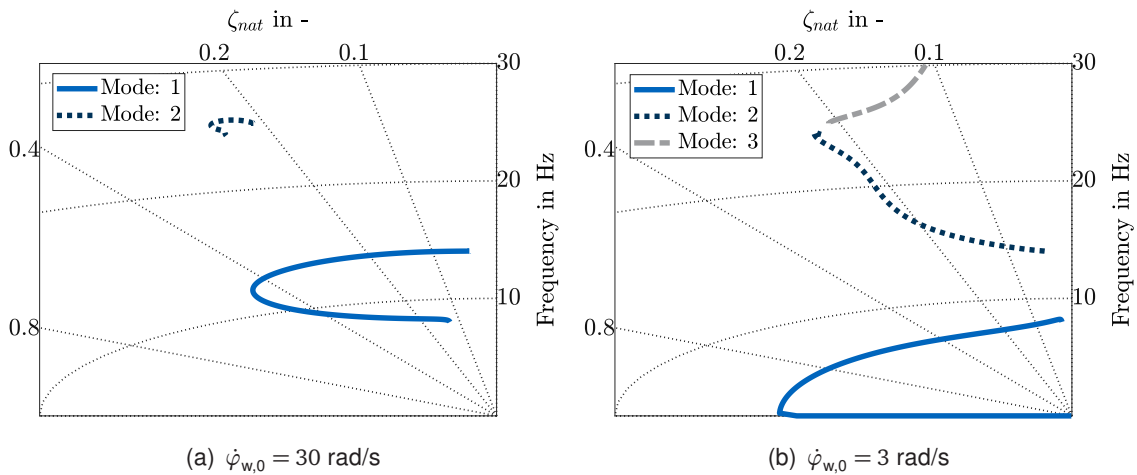 ζnat in -
0.2 0.1
30
Mode: 1
Mode: 2
0.4
20
10
0.8
Frequency in Hz
(a) φ̇w,0 = 30 rad/s
ζnat in -
0.2 0.1
30
Mode: 1
Mode: 2
Mode: 3
0.4
20
10
0.8
Frequency in Hz
(b) φ̇w,0 = 3 rad/s